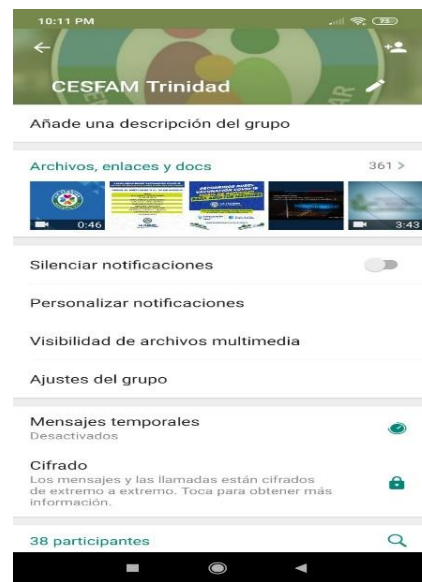 10:11 PM
73
CESFAM Trinidad
Añade una descripción del grupo
Archivos, enlaces y docs
361 >
0:46
3:43
Silenciar notificaciones
Personalizar notificaciones
Visibilidad de archivos multimedia
Ajustes del grupo
Mensajes temporales
Desactivados
Cifrado
Los mensajes y las llamadas están cifrados
de extremo a extremo. Toca para obtener más
información.
38 participantes